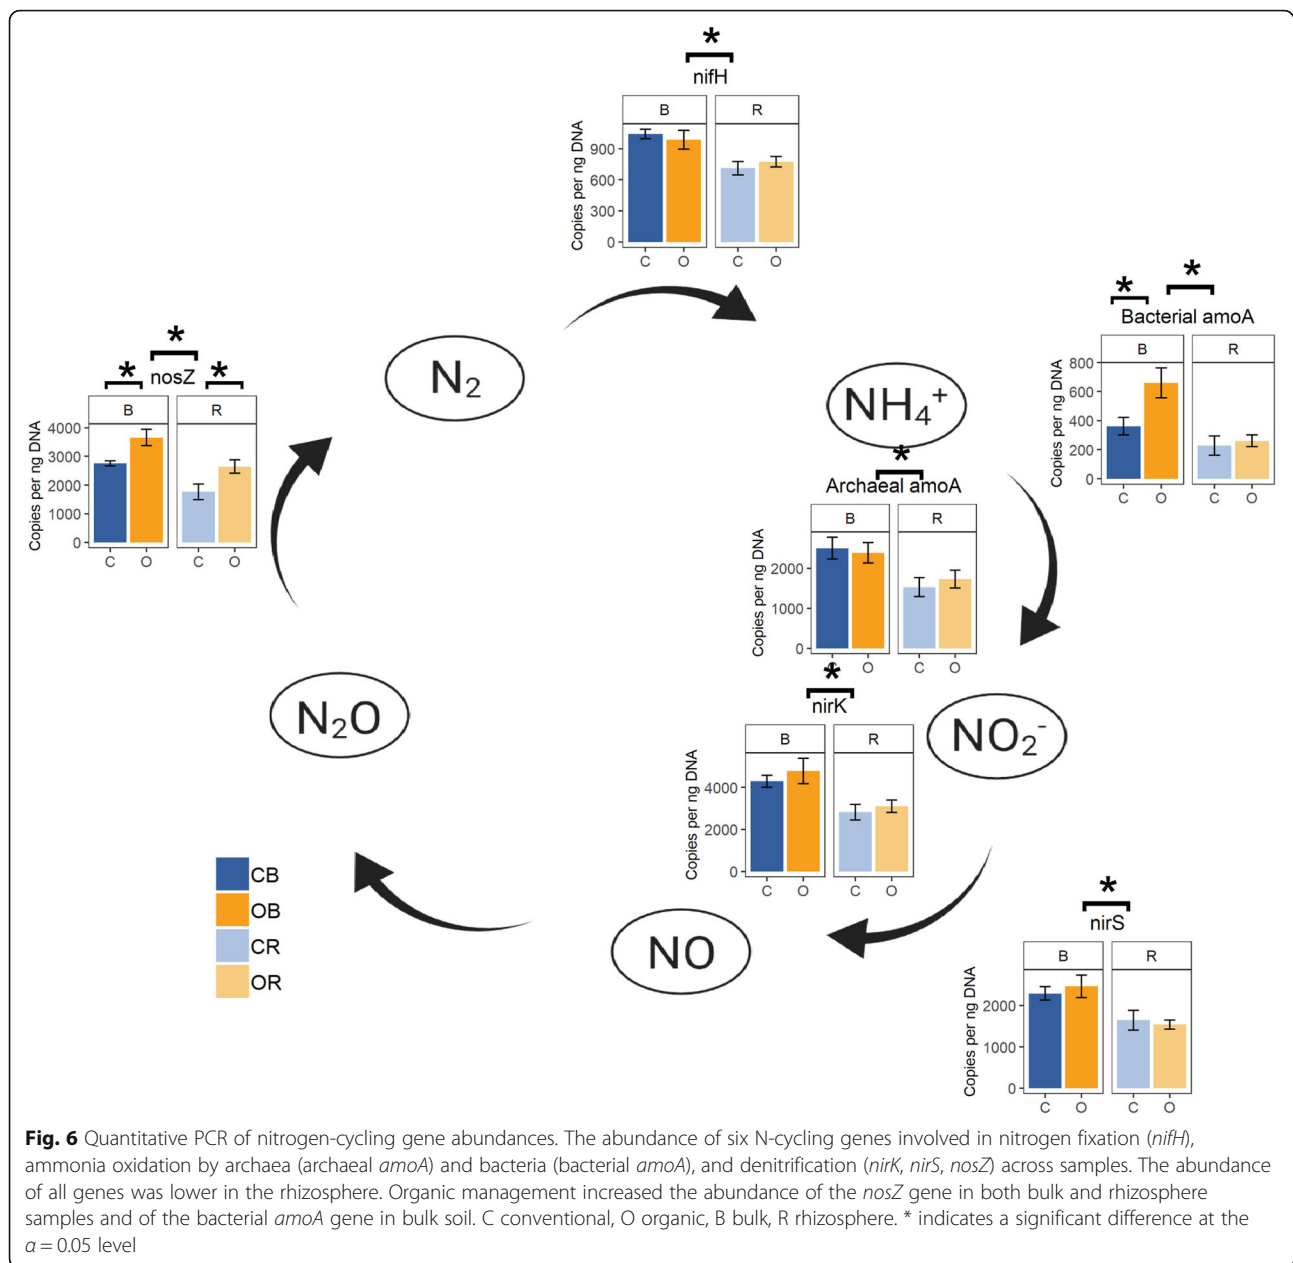 *
nifH
B R
Copies per ng DNA
900
600
300
0
C O C O
* *
Bacterial amoA
B R
Copies per ng DNA
800
600
400
200
0
C O C O
*
* *
nosZ
B R
Copies per ng DNA
4000
3000
2000
1000
0
C O C O
N₂
NH₄⁺
*
Archaeal amoA
B R
Copies per ng DNA
2000
1000
0
C O C O
*
nirK
B R
Copies per ng DNA
4000
2000
0
C O C O
N₂O
NO₂⁻
CB
OB
CR
OR
NO
*
nirS
B R
Copies per ng DNA
2000
1000
0
C O C O
Fig. 6 Quantitative PCR of nitrogen-cycling gene abundances. The abundance of six N-cycling genes involved in nitrogen fixation (nifH),
ammonia oxidation by archaea (archaeal amoA) and bacteria (bacterial amoA), and denitrification (nirK, nirS, nosZ) across samples. The abundance
of all genes was lower in the rhizosphere. Organic management increased the abundance of the nosZ gene in both bulk and rhizosphere
samples and of the bacterial amoA gene in bulk soil. C conventional, O organic, B bulk, R rhizosphere. * indicates a significant difference at the
α = 0.05 level